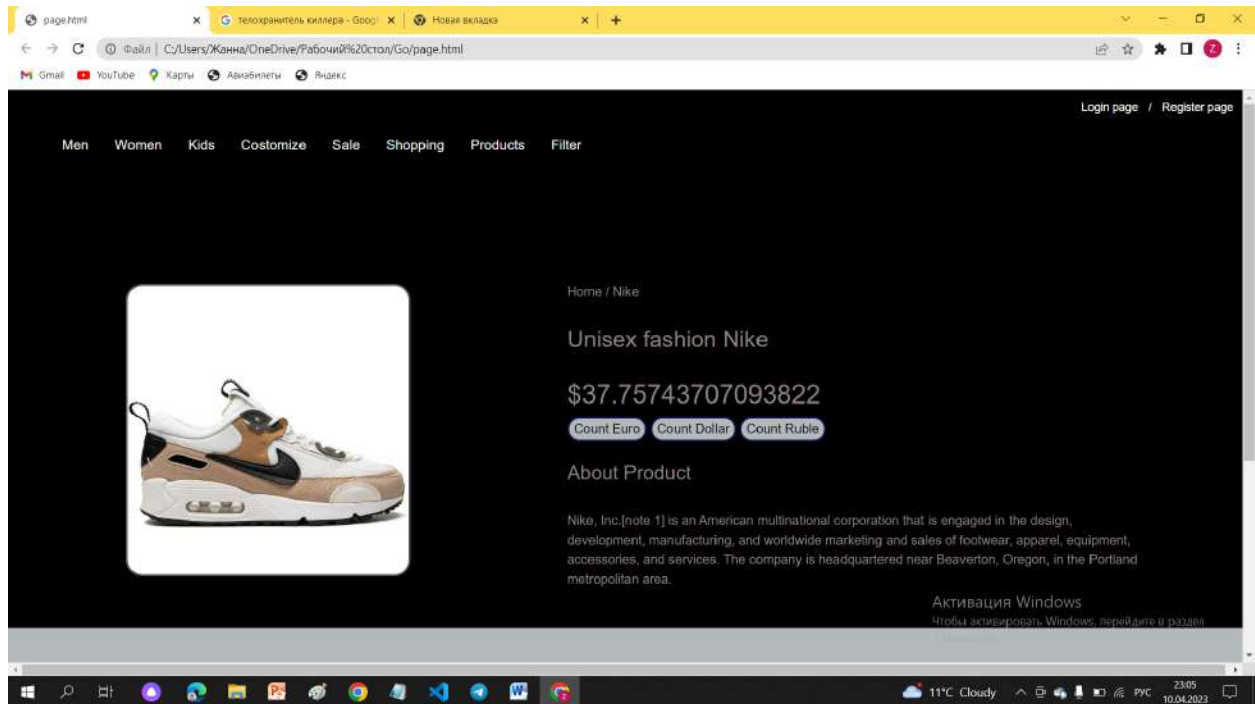 page.html телохранитель киллера - Googl Новая вкладка
Файл | C:/Users/Жанна/OneDrive/Рабочий%20стол/Go/page.html
Gmail YouTube Карты Авиабилеты Яндекс
Login page / Register page
Men Women Kids Costomize Sale Shopping Products Filter
Home / Nike
Unisex fashion Nike
$37.75743707093822
Count Euro Count Dollar Count Ruble
About Product
Nike, Inc.[note 1] is an American multinational corporation that is engaged in the design,
development, manufacturing, and worldwide marketing and sales of footwear, apparel, equipment,
accessories, and services. The company is headquartered near Beaverton, Oregon, in the Portland
metropolitan area.
Активация Windows
Чтобы активировать Windows, перейдите в раздел
11°C Cloudy РУС 23:05
10.04.2023